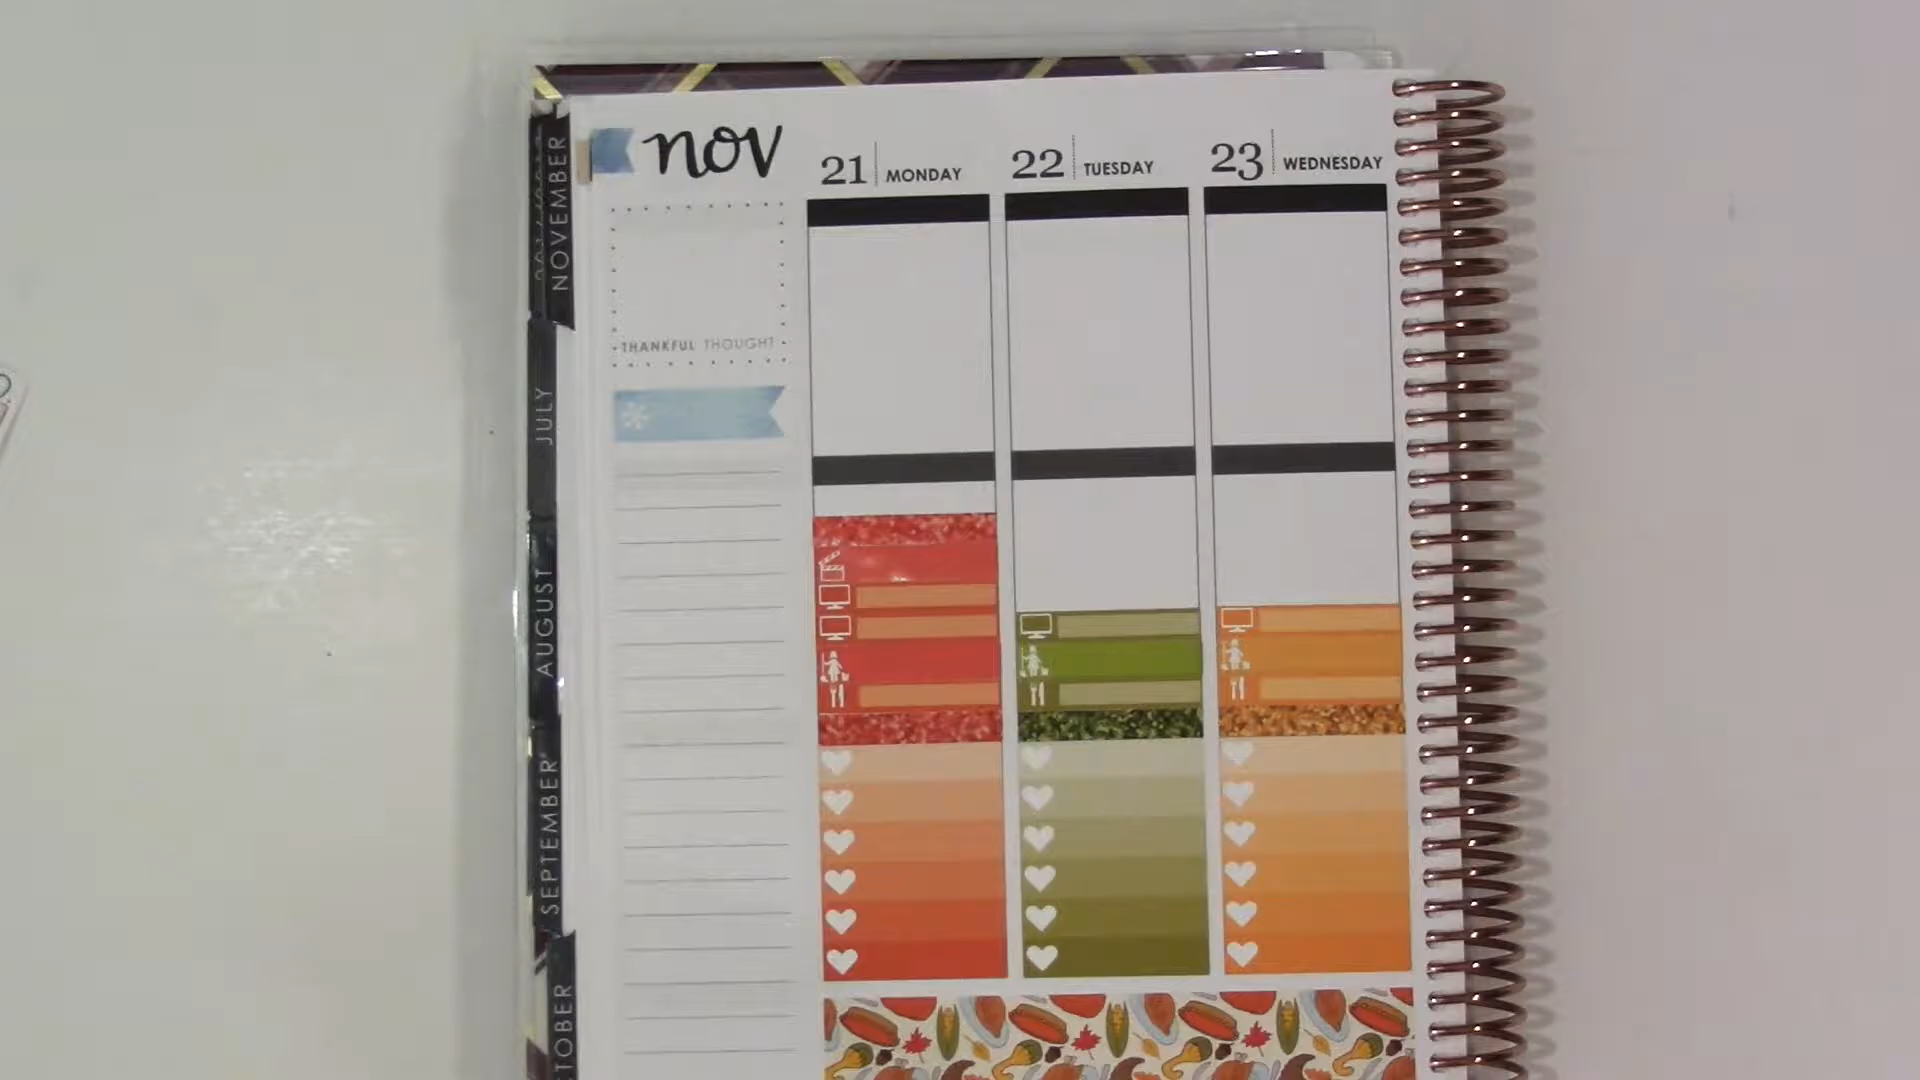 nov
21 MONDAY
22 TUESDAY
23 WEDNESDAY
THANKFUL THOUGHT
NOVEMBER
JULY
AUGUST
SEPTEMBER
TOBER